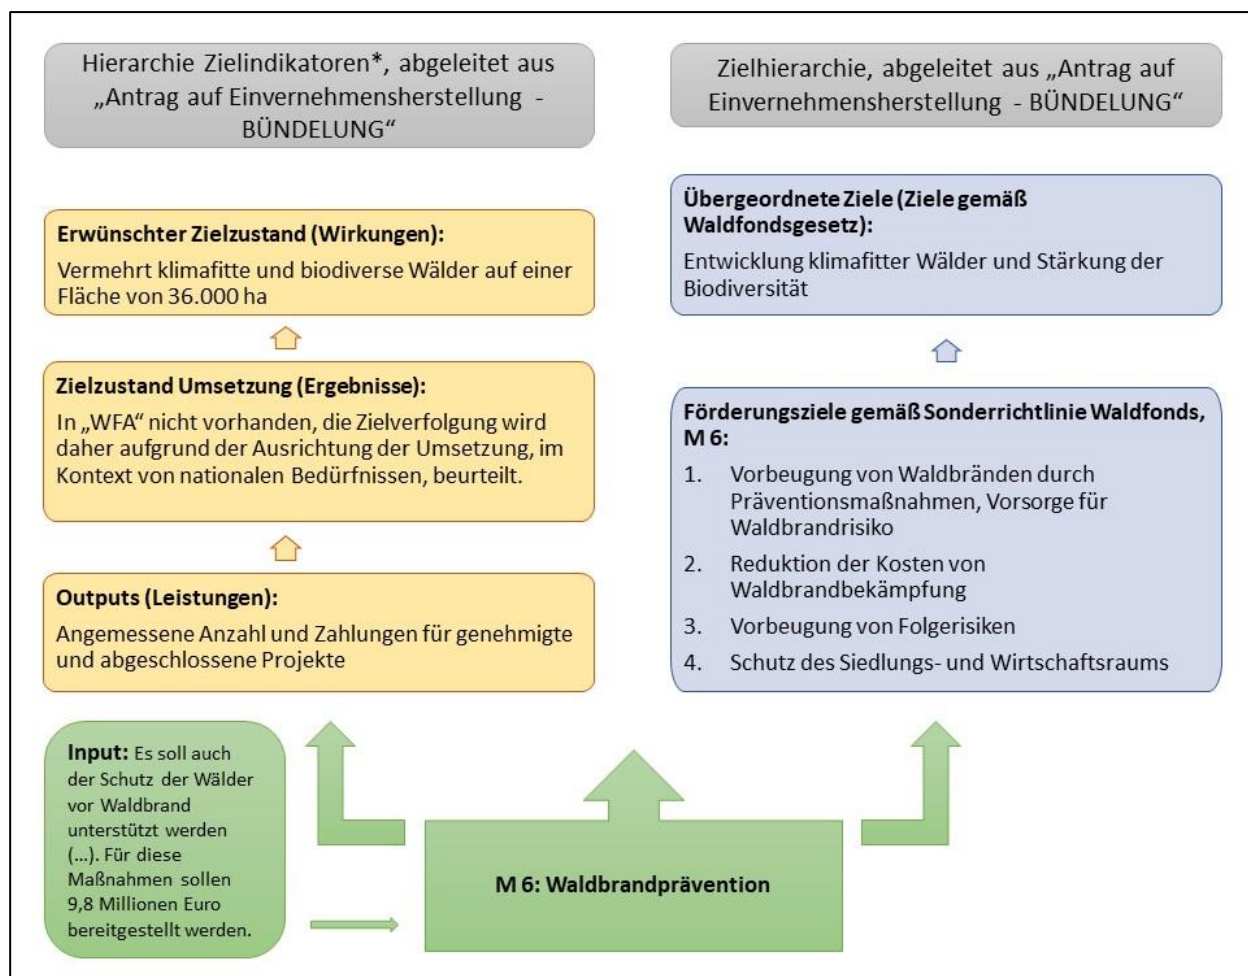 Hierarchie Zielindikatoren*, abgeleitet aus
„Antrag auf Einvernehmensherstellung -
BÜNDELUNG“
Erwünschter Zielzustand (Wirkungen):
Vermehrt klimafitte und biodiverse Wälder auf einer
Fläche von 36.000 ha
Zielzustand Umsetzung (Ergebnisse):
In „WFA“ nicht vorhanden, die Zielverfolgung wird
daher aufgrund der Ausrichtung der Umsetzung, im
Kontext von nationalen Bedürfnissen, beurteilt.
Outputs (Leistungen):
Angemessene Anzahl und Zahlungen für genehmigte
und abgeschlossene Projekte
Zielhierarchie, abgeleitet aus „Antrag auf
Einvernehmensherstellung - BÜNDELUNG“
Übergeordnete Ziele (Ziele gemäß
Waldfondsgesetz):
Entwicklung klimafitter Wälder und Stärkung der
Biodiversität
Förderungsziele gemäß Sonderrichtlinie Waldfonds,
M 6:
1. Vorbeugung von Waldbränden durch
Präventionsmaßnahmen, Vorsorge für
Waldbrandrisiko
2. Reduktion der Kosten von
Waldbrandbekämpfung
3. Vorbeugung von Folgerisiken
4. Schutz des Siedlungs- und Wirtschaftsraums
Input: Es soll auch
der Schutz der Wälder
vor Waldbrand
unterstützt werden
(...). Für diese
Maßnahmen sollen
9,8 Millionen Euro
bereitgestellt werden.
M 6: Waldbrandprävention